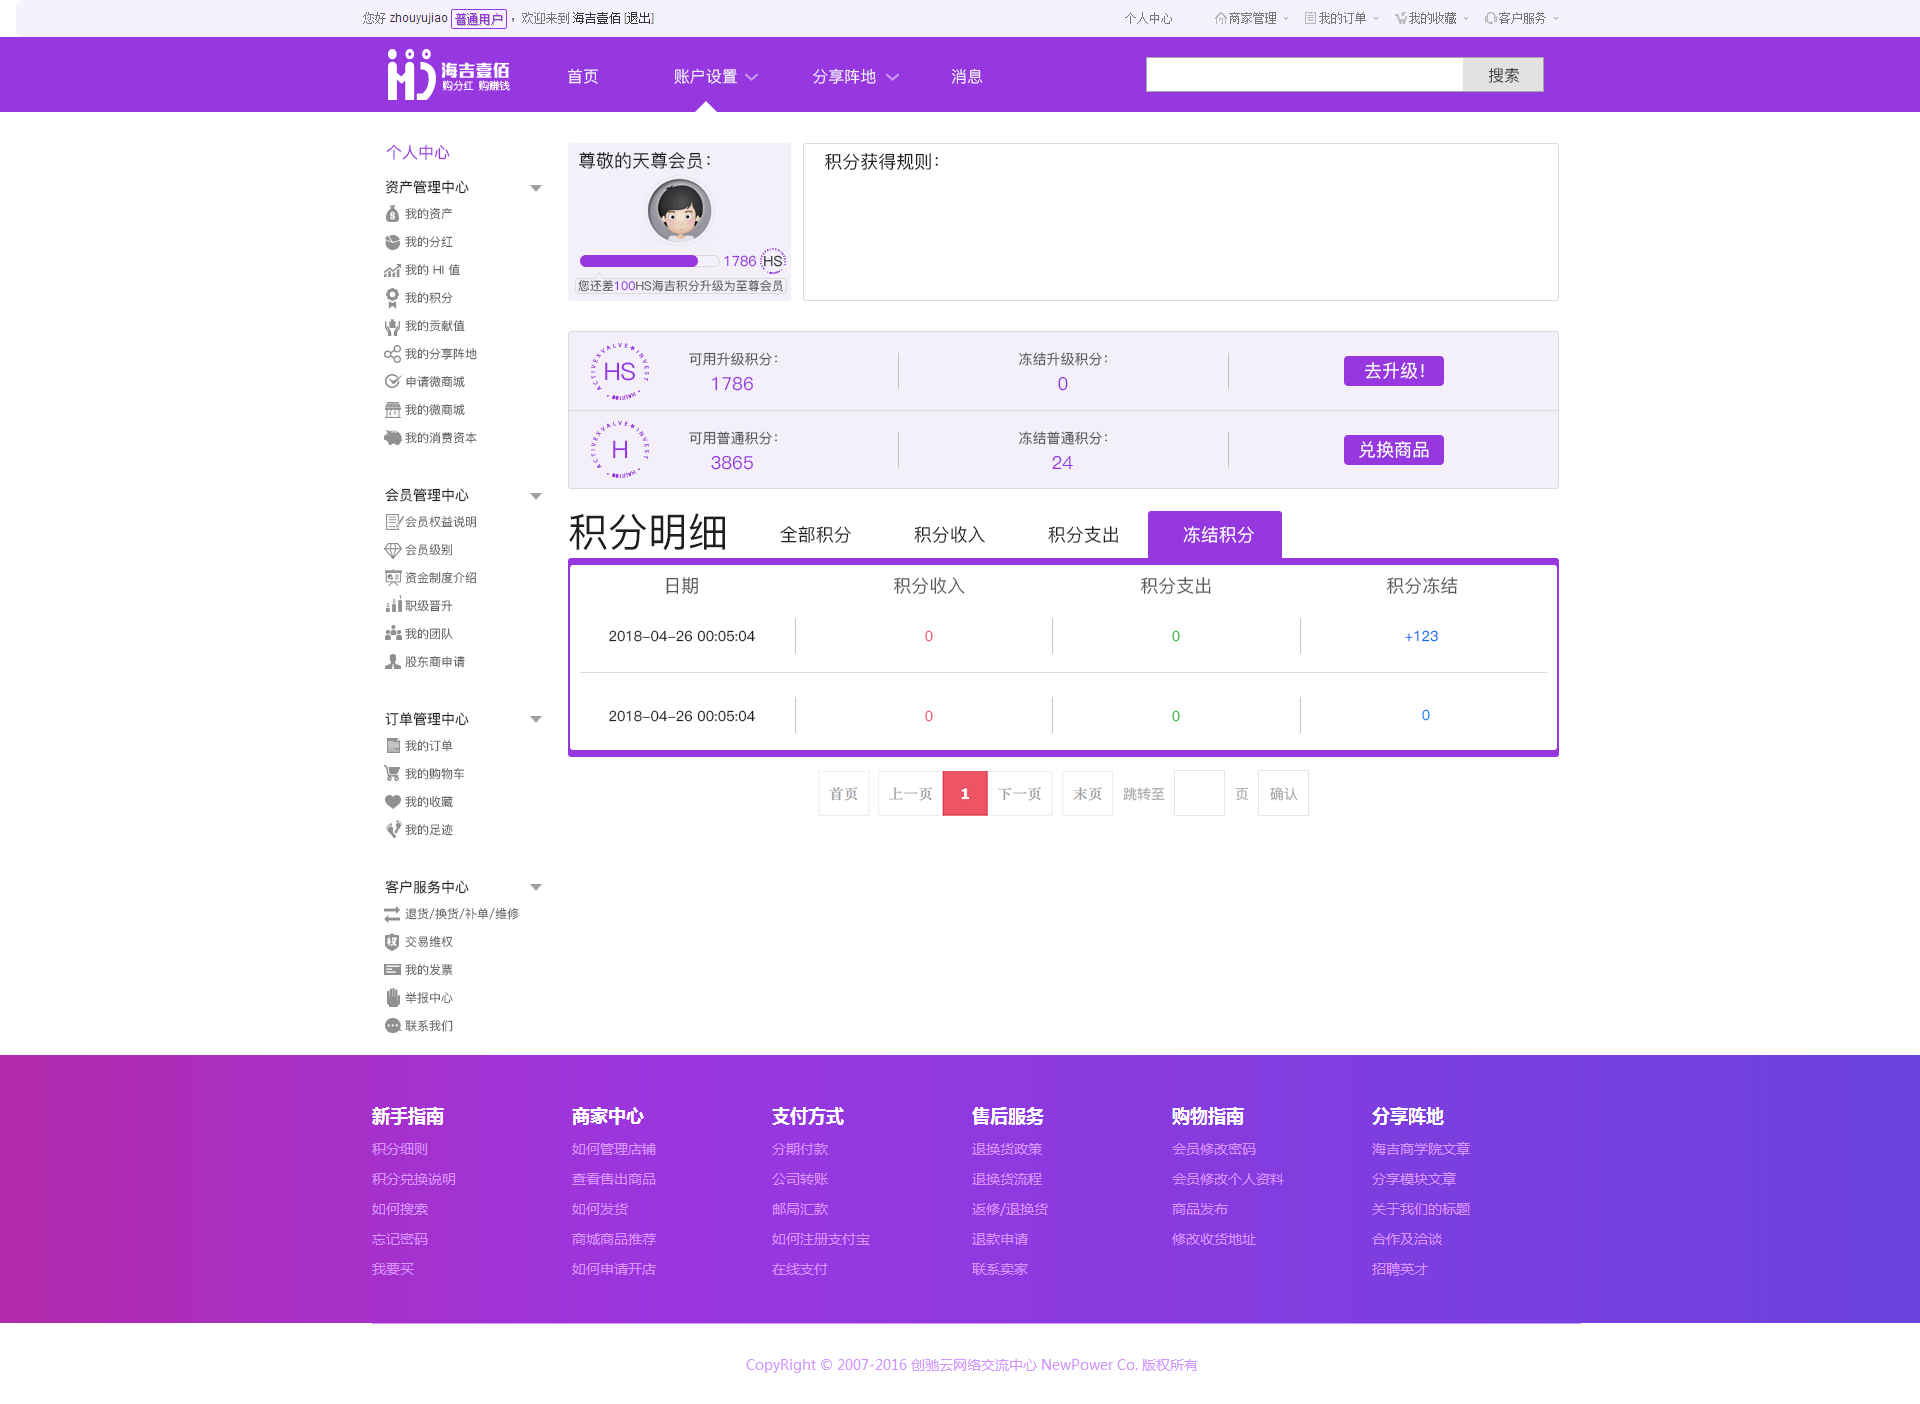 您好 zhouyujiao 普通用户 , 欢迎来到 海吉壹佰 [退出]
个人中心 商家管理 我的订单 我的收藏 客户服务
海吉壹佰
购分红 购赚钱
首页 账户设置 分享阵地 消息
搜索
个人中心
资产管理中心
我的资产
我的分红
我的 HI 值
我的积分
我的贡献值
我的分享阵地
申请微商城
我的微商城
我的消费资本
会员管理中心
会员权益说明
会员级别
资金制度介绍
职级晋升
我的团队
股东商申请
订单管理中心
我的订单
我的购物车
我的收藏
我的足迹
客户服务中心
退货/换货/补单/维修
交易维权
我的发票
举报中心
联系我们
尊敬的天尊会员：
1786 HS
您还差100HS海吉积分升级为至尊会员
积分获得规则：
ACTIVEXVALVE★INVEST
HS
可用升级积分：
1786
冻结升级积分：
0
去升级！
ACTIVEXVALVE★INVEST
H
可用普通积分：
3865
冻结普通积分：
24
兑换商品
积分明细 全部积分 积分收入 积分支出 冻结积分
日期 积分收入 积分支出 积分冻结
2018-04-26 00:05:04 0 0 +123
2018-04-26 00:05:04 0 0 0
首页 上一页 1 下一页 末页 跳转至 页 确认
新手指南
积分细则
积分兑换说明
如何搜索
忘记密码
我要买
商家中心
如何管理店铺
查看售出商品
如何发货
商城商品推荐
如何申请开店
支付方式
分期付款
公司转账
邮局汇款
如何注册支付宝
在线支付
售后服务
退换货政策
退换货流程
返修/退换货
退款申请
联系卖家
购物指南
会员修改密码
会员修改个人资料
商品发布
修改收货地址
分享阵地
海吉商学院文章
分享模块文章
关于我们的标题
合作及洽谈
招聘英才
CopyRight © 2007-2016 创驰云网络交流中心 NewPower Co. 版权所有